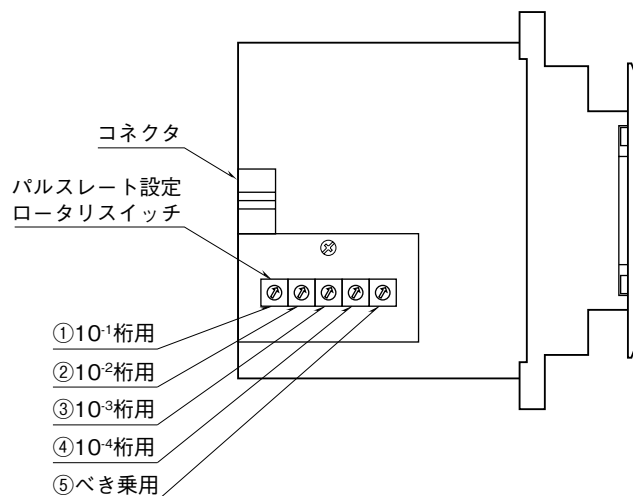 コネクタ
パルスレート設定
ロータリスイッチ
①10⁻¹桁用
②10⁻²桁用
③10⁻³桁用
④10⁻⁴桁用
⑤べき乗用